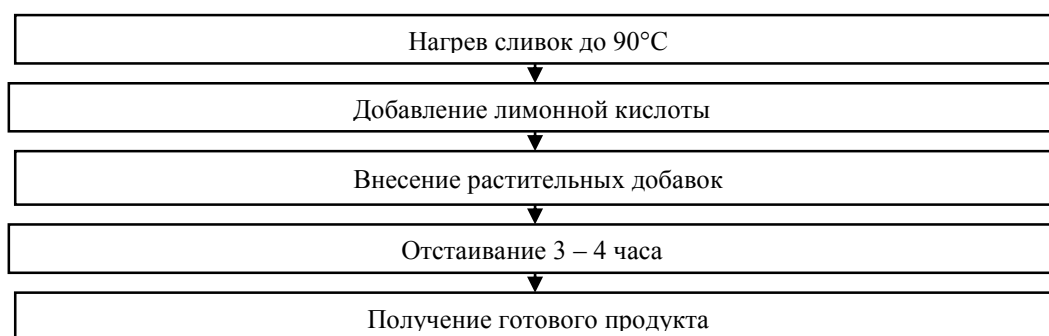 Нагрев сливок до 90°С
Добавление лимонной кислоты
Внесение растительных добавок
Отстаивание 3 – 4 часа
Получение готового продукта